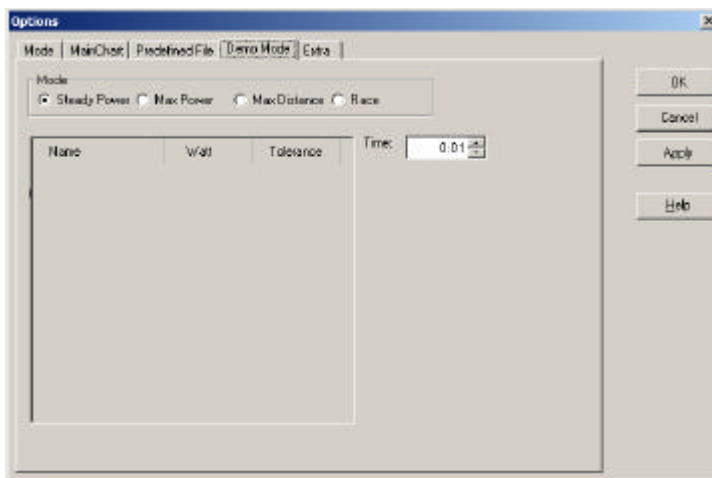 Options
Mode MainChart Predefined File Demo Mode Extra
Mode
Steady Power Max Power Max Distance Race
Name Watt Tolerance
Time: 0:01
OK
Cancel
Apply
Help